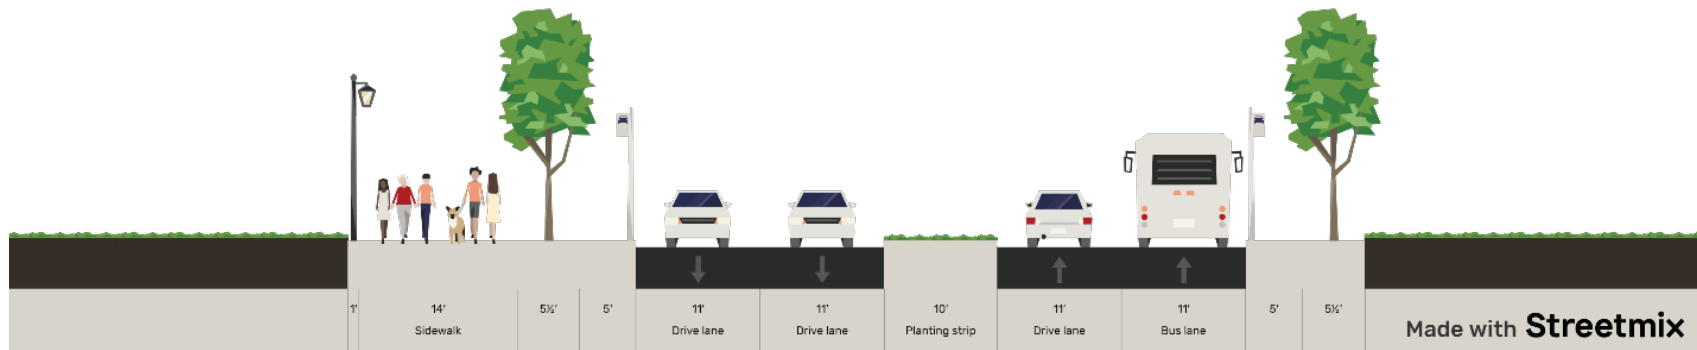 1' 14' 5½' 5' 11' 11' 10' 11' 11' 5' 5½'
Sidewalk Drive lane Drive lane Planting strip Drive lane Bus lane
Made with Streetmix